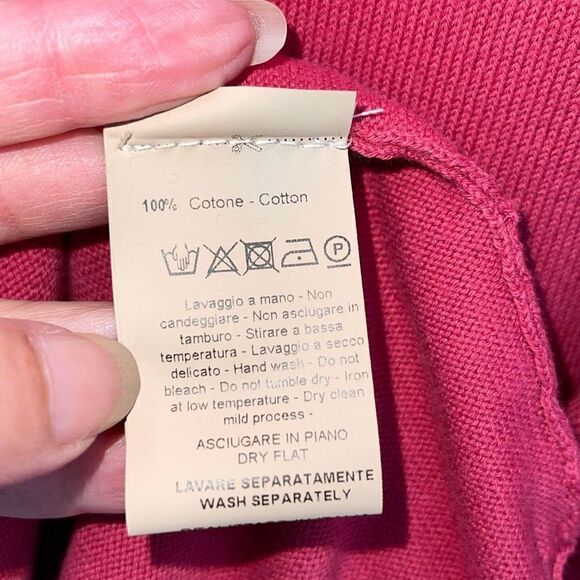 100% Cotone - Cotton
P
Lavaggio a mano - Non
candeggiare - Non asciugare in
tamburo - Stirare a bassa
temperatura - Lavaggio a secco
delicato - Hand wash - Do not
bleach - Do not tumble dry - Iron
at low temperature - Dry clean
mild process -
ASCIUGARE IN PIANO
DRY FLAT
LAVARE SEPARATAMENTE
WASH SEPARATELY